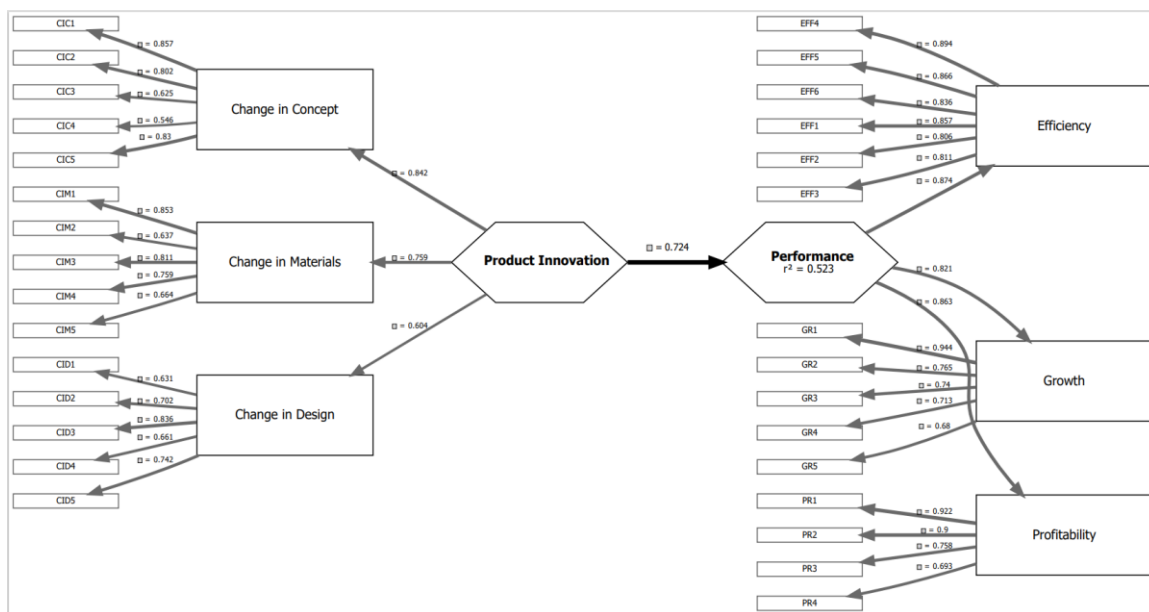 CIC1
CIC2
CIC3
CIC4
CIC5
□ = 0.857
□ = 0.802
□ = 0.625
□ = 0.546
□ = 0.83
Change in Concept
CIM1
CIM2
CIM3
CIM4
CIM5
□ = 0.853
□ = 0.637
□ = 0.811
□ = 0.759
□ = 0.664
Change in Materials
CID1
CID2
CID3
CID4
CID5
□ = 0.631
□ = 0.702
□ = 0.836
□ = 0.661
□ = 0.742
Change in Design
□ = 0.842
□ = 0.759
□ = 0.604
Product Innovation
□ = 0.724
Performance
r² = 0.523
□ = 0.874
□ = 0.821
□ = 0.863
EFF4
EFF5
EFF6
EFF1
EFF2
EFF3
□ = 0.894
□ = 0.866
□ = 0.836
□ = 0.857
□ = 0.806
□ = 0.811
Efficiency
GR1
GR2
GR3
GR4
GR5
□ = 0.944
□ = 0.765
□ = 0.74
□ = 0.713
□ = 0.68
Growth
PR1
PR2
PR3
PR4
□ = 0.922
□ = 0.9
□ = 0.758
□ = 0.693
Profitability